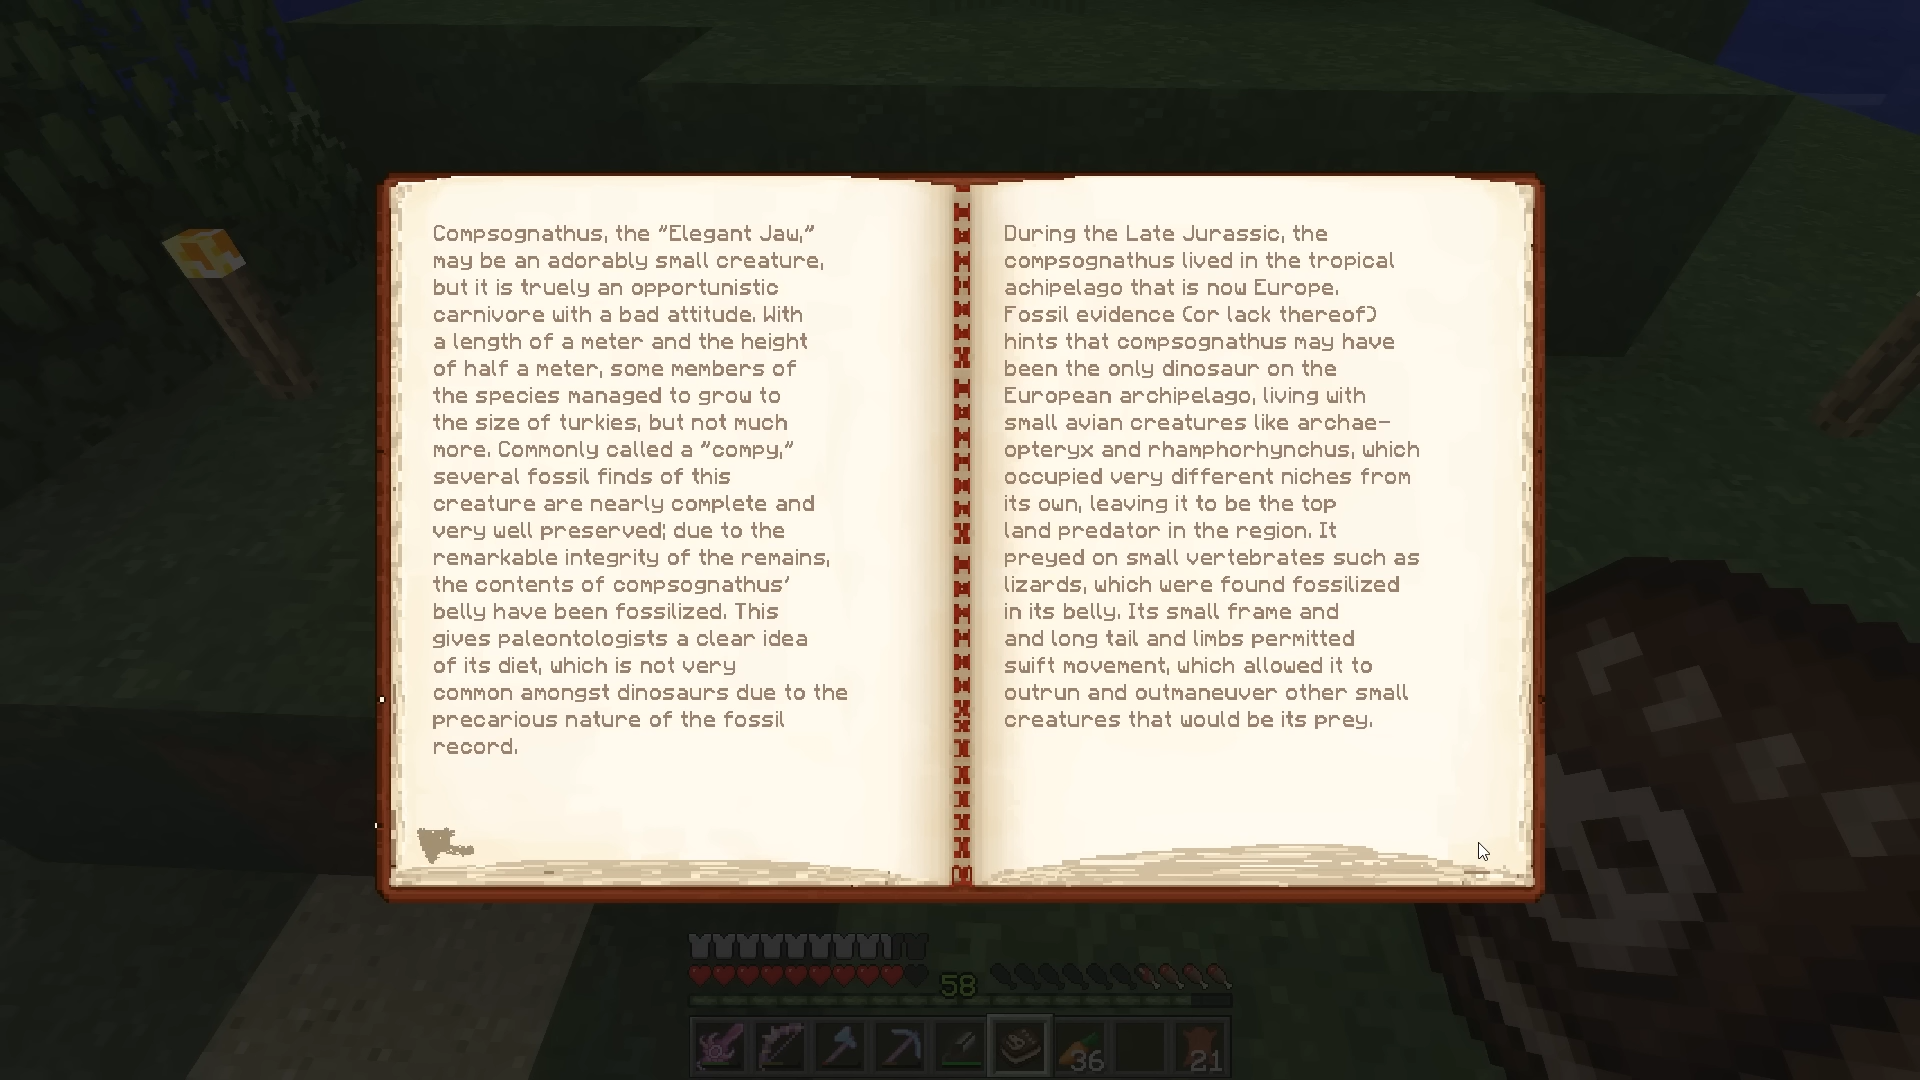 Compsognathus, the "Elegant Jaw,"
may be an adorably small creature,
but it is truely an opportunistic
carnivore with a bad attitude. With
a length of a meter and the height
of half a meter, some members of
the species managed to grow to
the size of turkies, but not much
more. Commonly called a "compy,"
several fossil finds of this
creature are nearly complete and
very well preserved; due to the
remarkable integrity of the remains,
the contents of compsognathus'
belly have been fossilized. This
gives paleontologists a clear idea
of its diet, which is not very
common amongst dinosaurs due to the
precarious nature of the fossil
record.
During the Late Jurassic, the
compsognathus lived in the tropical
achipelago that is now Europe.
Fossil evidence (or lack thereof)
hints that compsognathus may have
been the only dinosaur on the
European archipelago, living with
small avian creatures like archae-
opteryx and rhamphorhynchus, which
occupied very different niches from
its own, leaving it to be the top
land predator in the region. It
preyed on small vertebrates such as
lizards, which were found fossilized
in its belly. Its small frame and
and long tail and limbs permitted
swift movement, which allowed it to
outrun and outmaneuver other small
creatures that would be its prey.
58
36
21